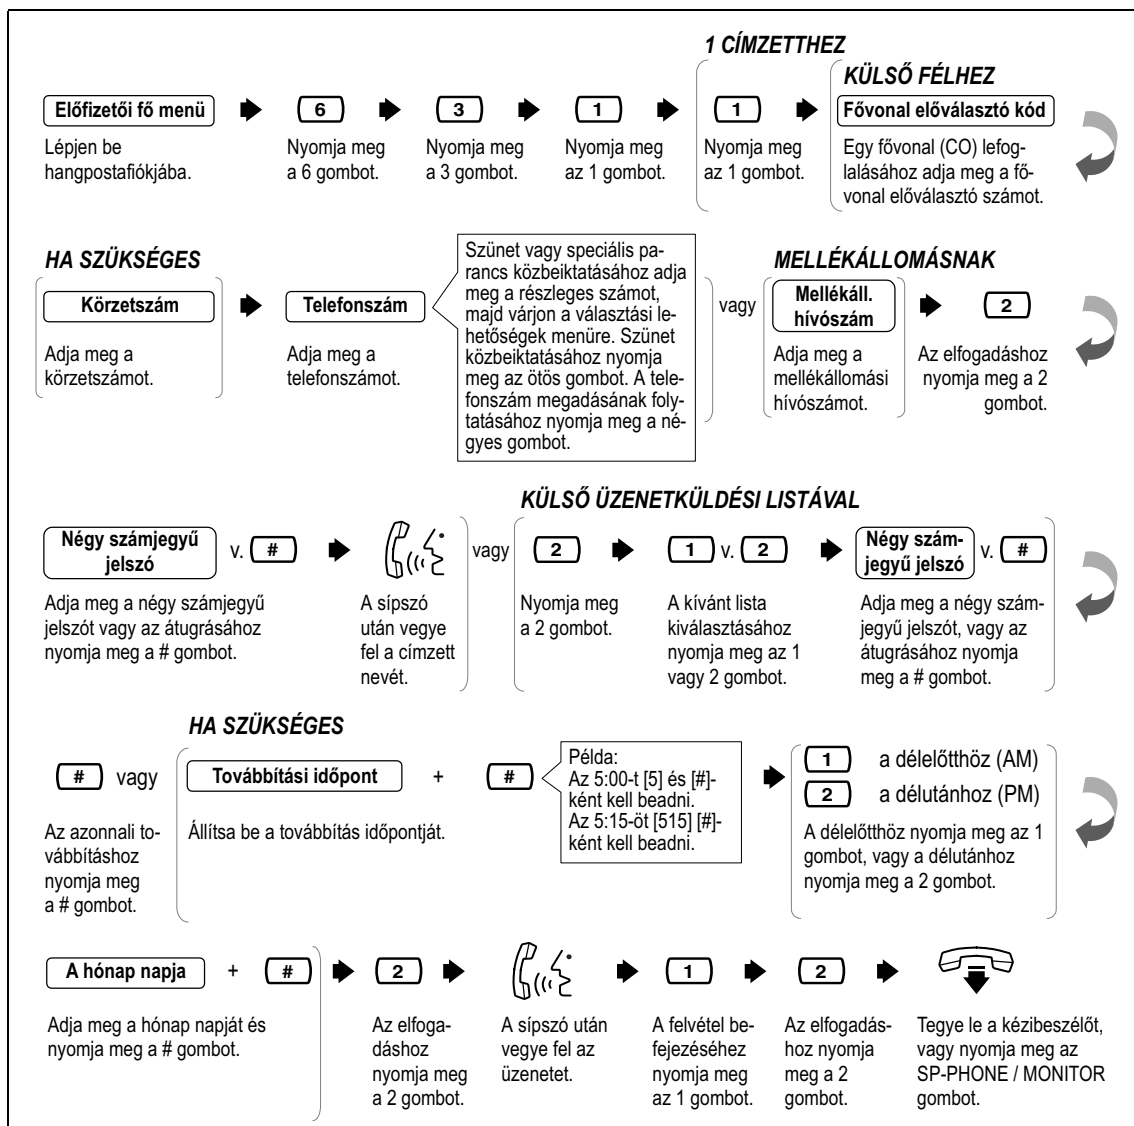 1 CÍMZETTHEZ
KÜLSŐ FÉLHEZ
Előfizetői fő menü
6
3
1
1
Fővonal előválasztó kód
Lépjen be
hangpostafiókjába.
Nyomja meg
a 6 gombot.
Nyomja meg
a 3 gombot.
Nyomja meg
az 1 gombot.
Nyomja meg
az 1 gombot.
Egy fővonal (CO) lefog-
lalásához adja meg a fő-
vonal előválasztó számot.
HA SZÜKSÉGES
Körzetszám
Adja meg a
körzetszámot.
Telefonszám
Adja meg a
telefonszámot.
Szünet vagy speciális pa-
rancs közbeiktatásához adja
meg a részleges számot,
majd várjon a választási le-
hetőségek menüre. Szünet
közbeiktatásához nyomja
meg az ötös gombot. A tele-
fonszám megadásának foly-
tatásához nyomja meg a né-
gyes gombot.
vagy
MELLÉKÁLLOMÁSNAK
Mellékáll.
hívószám
Adja meg a
mellékállomási
hívószámot.
2
Az elfogadáshoz
nyomja meg a 2
gombot.
KÜLSŐ ÜZENETKÜLDÉSI LISTÁVAL
Négy számjegyű
jelszó
v. #
Adja meg a négy számjegyű
jelszót vagy az átugrásához
nyomja meg a # gombot.
A sípszó
után vegye
fel a címzett
nevét.
vagy
2
Nyomja meg
a 2 gombot.
1 v. 2
A kívánt lista
kiválasztásához
nyomja meg az 1
vagy 2 gombot.
Négy szám-
jegyű jelszó
v. #
Adja meg a négy szám-
jegyű jelszót, vagy az
átugrásához nyomja
meg a # gombot.
HA SZÜKSÉGES
# vagy
Az azonnali to-
vábbításhoz
nyomja meg
a # gombot.
Továbbítási időpont + #
Állítsa be a továbbítás időpontját.
Példa:
Az 5:00-t [5] és [#]-
ként kell beadni.
Az 5:15-öt [515] [#]-
ként kell beadni.
1 a délelőtthöz (AM)
2 a délutánhoz (PM)
A délelőtthöz nyomja meg az 1
gombot, vagy a délutánhoz
nyomja meg a 2 gombot.
A hónap napja + #
Adja meg a hónap napját és
nyomja meg a # gombot.
2
Az elfoga-
dáshoz
nyomja meg
a 2 gombot.
A sípszó után
vegye fel az
üzenetet.
1
A felvétel be-
fejezéséhez
nyomja meg
az 1 gombot.
2
Az elfogadás-
hoz nyomja
meg a 2
gombot.
Tegye le a kézibeszélőt,
vagy nyomja meg az
SP-PHONE / MONITOR
gombot.